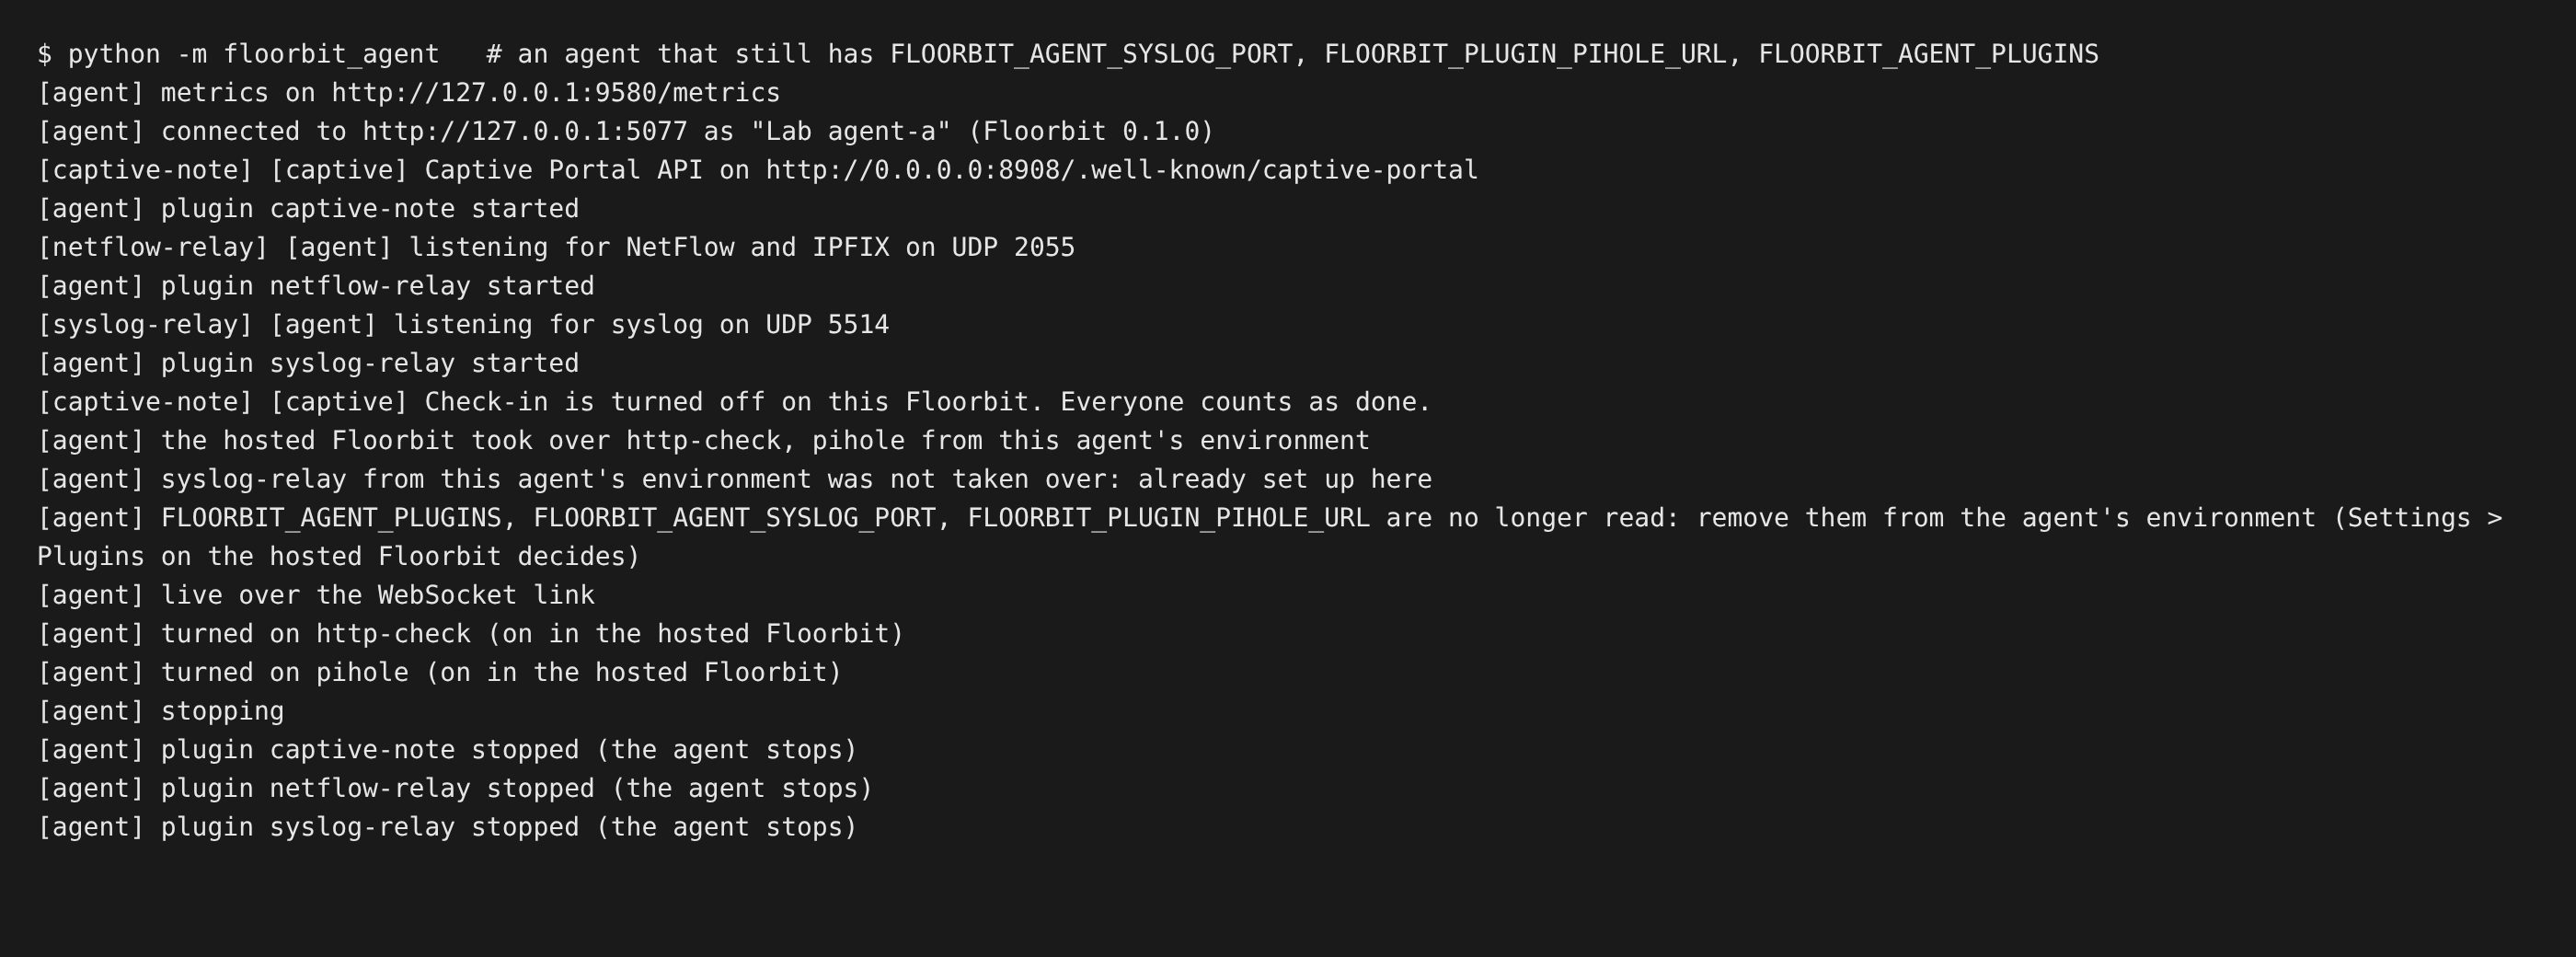 $ python -m floorbit_agent   # an agent that still has FLOORBIT_AGENT_SYSLOG_PORT, FLOORBIT_PLUGIN_PIHOLE_URL, FLOORBIT_AGENT_PLUGINS
[agent] metrics on http://127.0.0.1:9580/metrics
[agent] connected to http://127.0.0.1:5077 as "Lab agent-a" (Floorbit 0.1.0)
[captive-note] [captive] Captive Portal API on http://0.0.0.0:8908/.well-known/captive-portal
[agent] plugin captive-note started
[netflow-relay] [agent] listening for NetFlow and IPFIX on UDP 2055
[agent] plugin netflow-relay started
[syslog-relay] [agent] listening for syslog on UDP 5514
[agent] plugin syslog-relay started
[captive-note] [captive] Check-in is turned off on this Floorbit. Everyone counts as done.
[agent] the hosted Floorbit took over http-check, pihole from this agent's environment
[agent] syslog-relay from this agent's environment was not taken over: already set up here
[agent] FLOORBIT_AGENT_PLUGINS, FLOORBIT_AGENT_SYSLOG_PORT, FLOORBIT_PLUGIN_PIHOLE_URL are no longer read: remove them from the agent's environment (Settings >
Plugins on the hosted Floorbit decides)
[agent] live over the WebSocket link
[agent] turned on http-check (on in the hosted Floorbit)
[agent] turned on pihole (on in the hosted Floorbit)
[agent] stopping
[agent] plugin captive-note stopped (the agent stops)
[agent] plugin netflow-relay stopped (the agent stops)
[agent] plugin syslog-relay stopped (the agent stops)